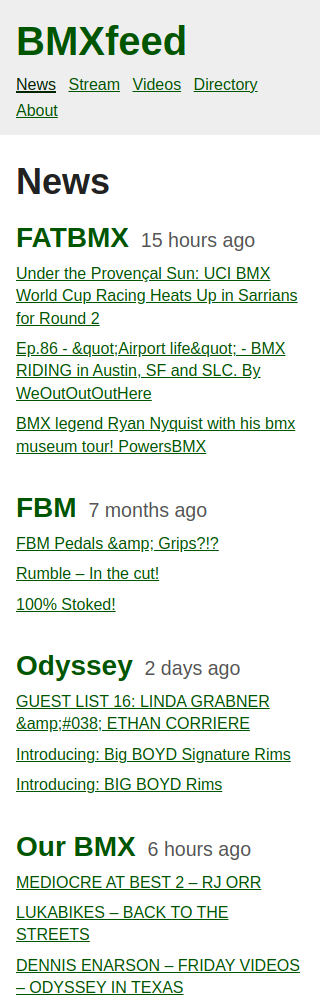 BMXfeed
News Stream Videos Directory
About
News
FATBMX 15 hours ago
Under the Provençal Sun: UCI BMX
World Cup Racing Heats Up in Sarrians
for Round 2
Ep.86 - &quot;Airport life&quot; - BMX
RIDING in Austin, SF and SLC. By
WeOutOutOutHere
BMX legend Ryan Nyquist with his bmx
museum tour! PowersBMX
FBM 7 months ago
FBM Pedals &amp; Grips?!?
Rumble – In the cut!
100% Stoked!
Odyssey 2 days ago
GUEST LIST 16: LINDA GRABNER
&amp;#038; ETHAN CORRIERE
Introducing: Big BOYD Signature Rims
Introducing: BIG BOYD Rims
Our BMX 6 hours ago
MEDIOCRE AT BEST 2 – RJ ORR
LUKABIKES – BACK TO THE
STREETS
DENNIS ENARSON – FRIDAY VIDEOS
– ODYSSEY IN TEXAS